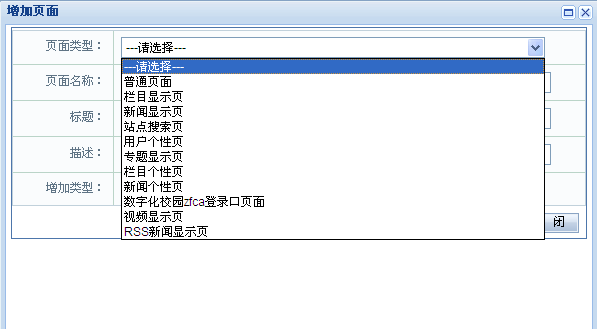 增加页面
页面类型： ---请选择---
---请选择---
普通页面
页面名称：
栏目显示页
新闻显示页
标题：
站点搜索页
用户个性页
描述：
专题显示页
栏目个性页
增加类型：
新闻个性页
数字化校园zfca登录口页面
视频显示页
闭
RSS新闻显示页